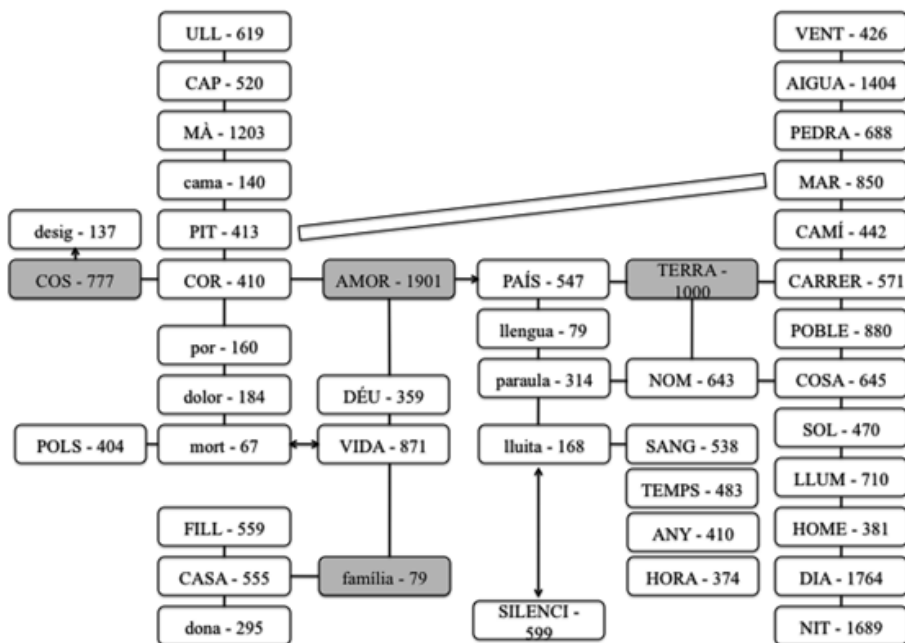 ULL - 619
VENT - 426
CAP - 520
AIGUA - 1404
MÀ - 1203
PEDRA - 688
cama - 140
MAR - 850
desig - 137
PIT - 413
CAMÍ - 442
COS - 777
COR - 410
AMOR - 1901
PAÍS - 547
TERRA -
1000
CARRER - 571
por - 160
llengua - 79
POBLE - 880
dolor - 184
DÉU - 359
paraula - 314
NOM - 643
COSA - 645
POLS - 404
mort - 67
VIDA - 871
lluita - 168
SANG - 538
SOL - 470
TEMPS - 483
LLUM - 710
FILL - 559
ANY - 410
HOME - 381
CASA - 555
família - 79
HORA - 374
DIA - 1764
dona - 295
SILENCI -
599
NIT - 1689